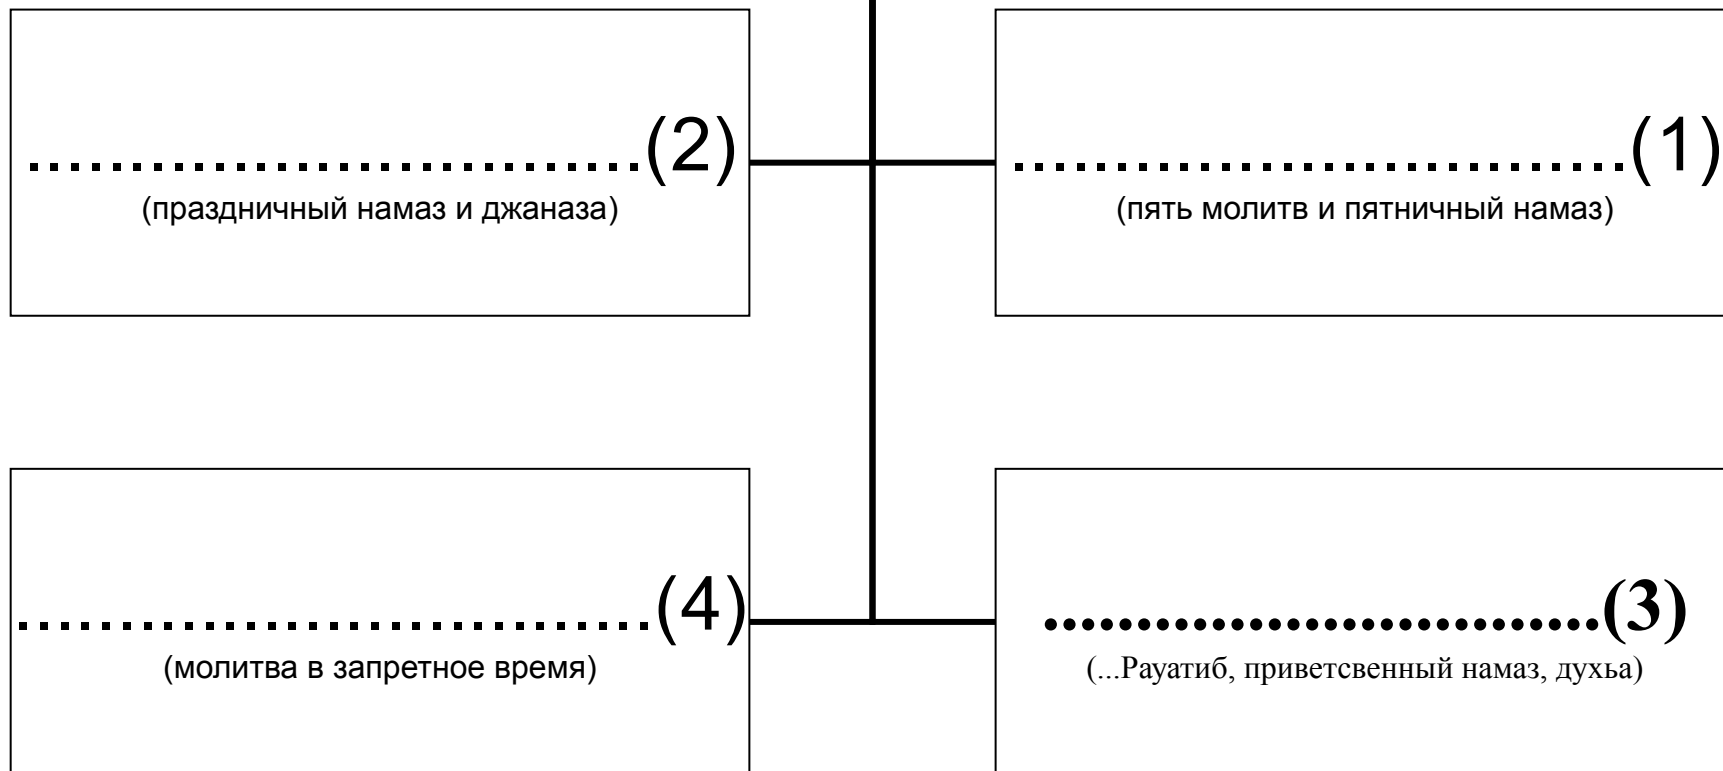 ......................................(2)
(праздничный намаз и джаназа)
......................................(1)
(пять молитв и пятничный намаз)
......................................(4)
(молитва в запретное время)
......................................(3)
(...Рауатиб, приветсвенный намаз, духьа)